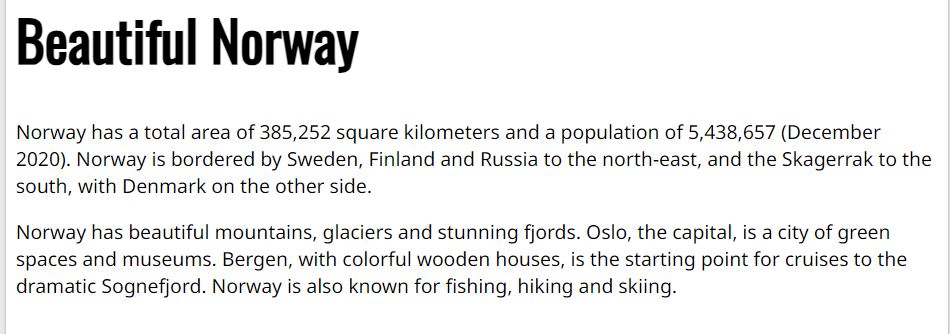 Beautiful Norway
Norway has a total area of 385,252 square kilometers and a population of 5,438,657 (December
2020). Norway is bordered by Sweden, Finland and Russia to the north-east, and the Skagerrak to the
south, with Denmark on the other side.
Norway has beautiful mountains, glaciers and stunning fjords. Oslo, the capital, is a city of green
spaces and museums. Bergen, with colorful wooden houses, is the starting point for cruises to the
dramatic Sognefjord. Norway is also known for fishing, hiking and skiing.